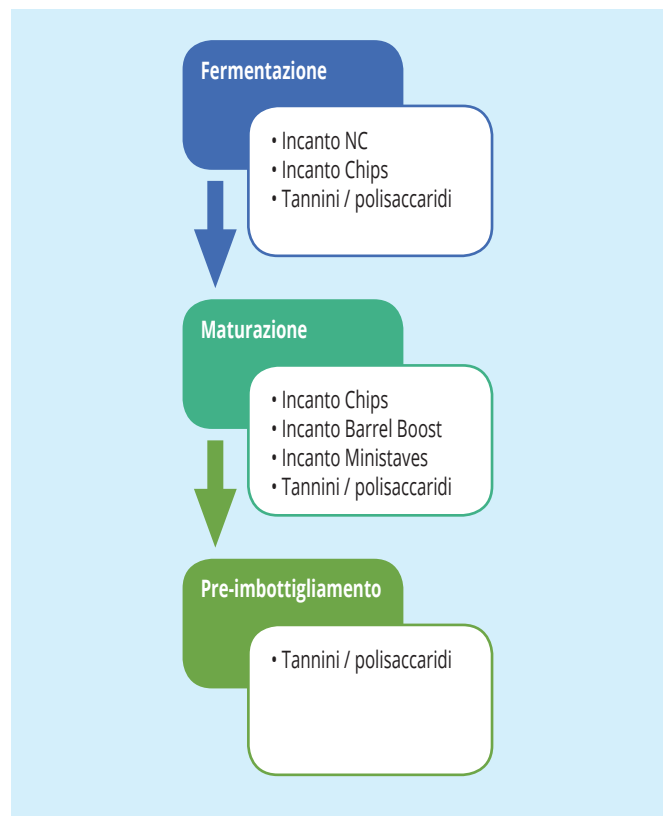 Fermentazione
• Incanto NC
• Incanto Chips
• Tannini / polisaccaridi
Maturazione
• Incanto Chips
• Incanto Barrel Boost
• Incanto Ministaves
• Tannini / polisaccaridi
Pre-imbottigliamento
• Tannini / polisaccaridi